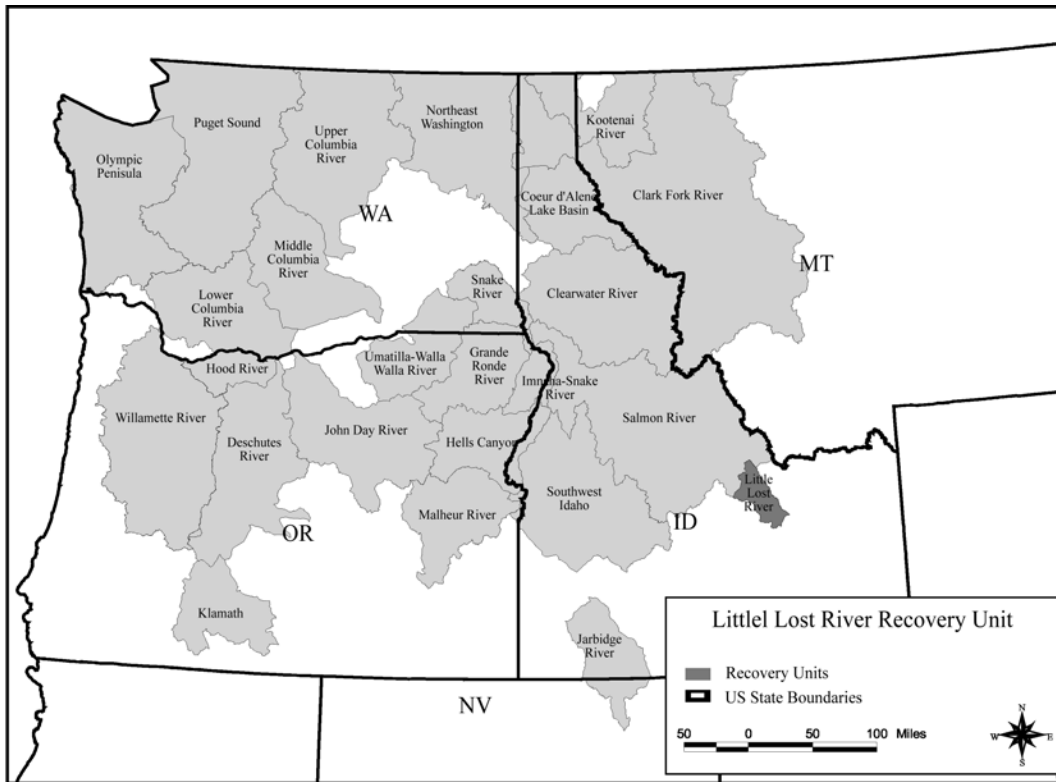 Puget Sound
Northeast
Washington
Upper
Columbia
River
Kootenai
River
Olympic
Penisula
Clark Fork River
Coeur d'Alene
Lake Basin
WA
Middle
Columbia
River
MT
Snake
River
Clearwater River
Lower
Columbia
River
Hood River
Umatilla-Walla
Walla River
Grande
Ronde
River
Imnaha-Snake
River
Willamette River
Salmon River
Deschutes
River
John Day River
Hells Canyon
Little
Lost
River
Southwest
Idaho
Malheur River
ID
OR
Klamath
Jarbidge
River
NV
Littlel Lost River Recovery Unit
Recovery Units
US State Boundaries
50 0 50 100 Miles
N
W E
S